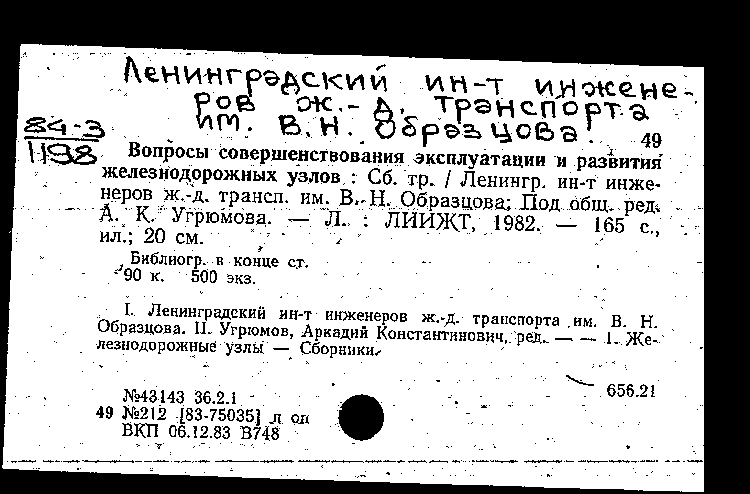 Ленинградский ин-т инжене-
ров ж.-д. транспорта
им. В.Н. Образцова
84-3
1198
49
Вопросы совершенствования эксплуатации и развития
железнодорожных узлов : Сб. тр. / Ленингр. ин-т инже-
неров ж.-д. трансп. им. В. Н. Образцова; Под общ. ред.
А. К. Угрюмова. — Л. : ЛИИЖТ, 1982. — 165 с.,
ил.; 20 см.
Библиогр. в конце ст.
90 к. 500 экз.
I. Ленинградский ин-т инженеров ж.-д. транспорта им. В. Н.
Образцова. II. Угрюмов, Аркадий Константинович, ред. — — 1. Же-
лезнодорожные узлы — Сборники.
656.21
№43143 36.2.1
49 №212 [83-75035] л оп
ВКП 06.12.83 В748